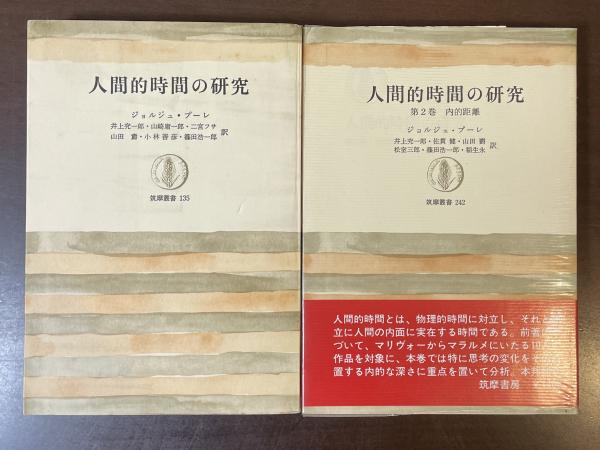 人間的時間の研究
ジョルジュ・プーレ
井上究一郎・山崎庸一郎・二宮フサ
山田 𣝣・小林善彦・篠田浩一郎
訳
筑摩叢書 135
人間的時間の研究
第2巻 内的距離
ジョルジュ・プーレ
井上究一郎・佐貫 健・山田
松室三郎・篠田浩一郎・稲生永
訳
筑摩叢書 242
人間的時間とは、物理的時間に対立し、それと
立に人間の内面に実在する時間である。前著に
づいて、マリヴォーからマラルメにいたる10
作品を対象に、本巻では特に思考の変化をその
置する内的な深さに重点を置いて分析。本邦
筑摩書房